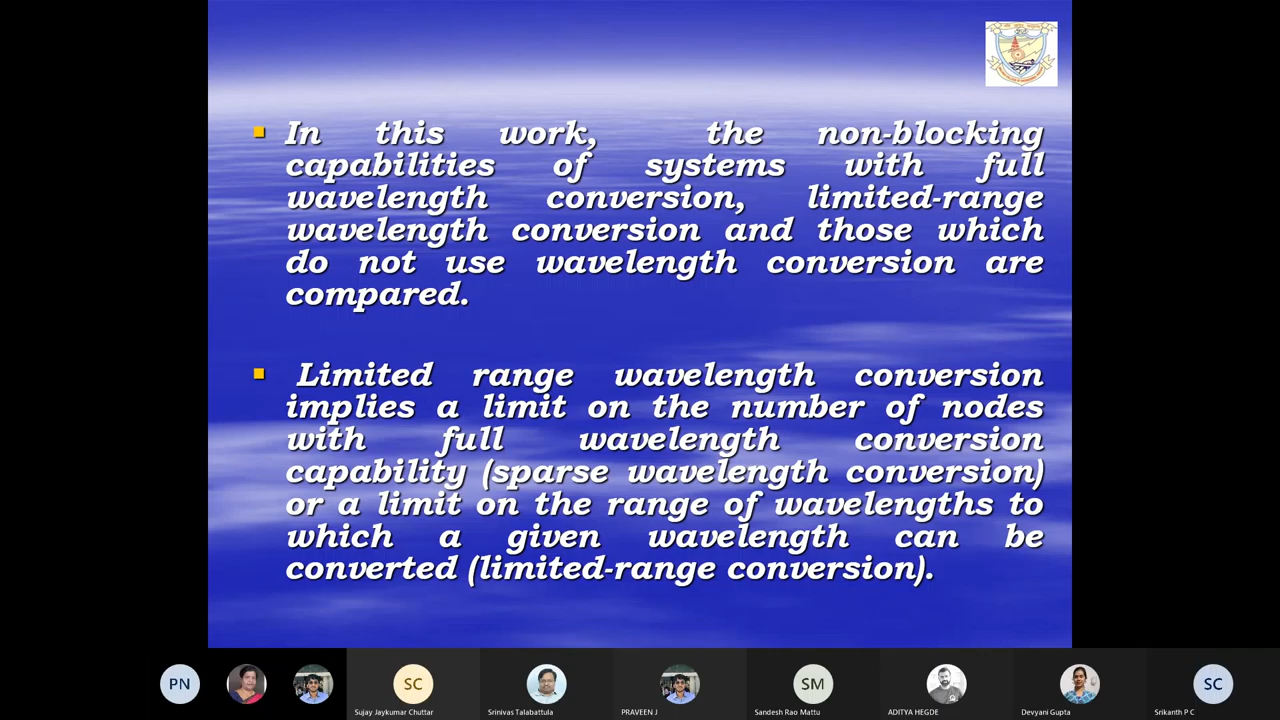 In this work, the non-blocking
capabilities of systems with full
wavelength conversion, limited-range
wavelength conversion and those which
do not use wavelength conversion are
compared.
Limited range wavelength conversion
implies a limit on the number of nodes
with full wavelength conversion
capability (sparse wavelength conversion)
or a limit on the range of wavelengths to
which a given wavelength can be
converted (limited-range conversion).
PN
SC
SM
SC
Sujay Jaykumar Chuttar
Srinivas Talabattula
PRAVEEN J
Sandesh Rao Mattu
ADITYA HEGDE
Devyani Gupta
Srikanth P C